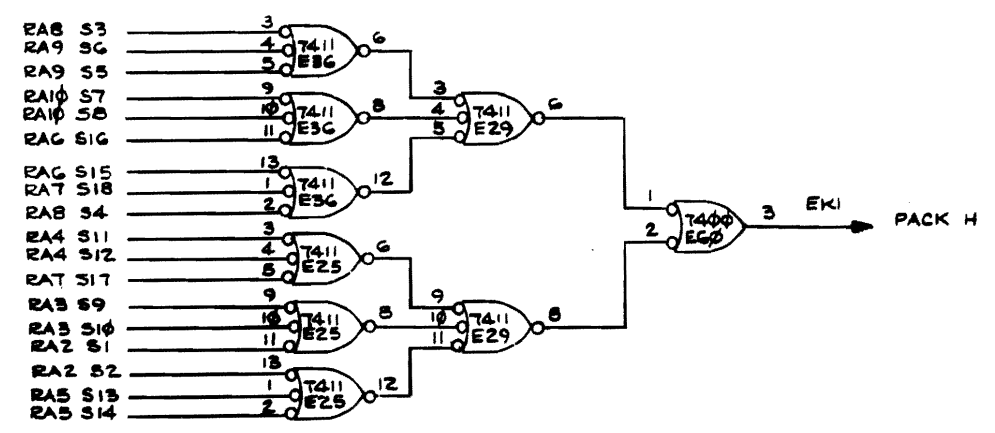 RA8 S3 3
RA9 S6 4 7411 6
RA9 S5 5 E36
RA1Ø S7 9
RA1Ø S8 1Ø 7411 8
RA6 S16 11 E36
3 4 5 7411 E29 6
RA6 S15 13
RA7 S18 1 7411 12
RA8 S4 2 E36
1 2 74ØØ E6Ø 3 EK1 PACK H
RA4 S11 3
RA4 S12 4 7411 6
RA7 S17 5 E25
RA3 S9 9
RA3 S1Ø 1Ø 7411 8
RA2 S1 11 E25
9 1Ø 11 7411 E29 8
RA2 S2 13
RA5 S13 1 7411 12
RA5 S14 2 E25